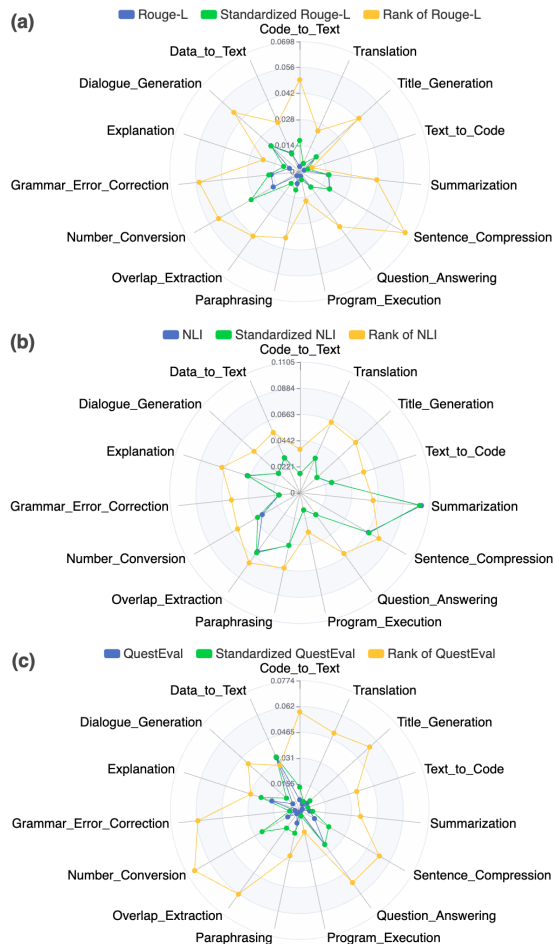 (a)
Rouge-L Standardized Rouge-L Rank of Rouge-L
Code_to_Text
0.0698
Data_to_Text Translation
0.056
Dialogue_Generation Title_Generation
0.042
0.028
Explanation Text_to_Code
0.014
Grammar_Error_Correction Summarization
Number_Conversion Sentence_Compression
Overlap_Extraction Question_Answering
Paraphrasing Program_Execution
(b)
NLI Standardized NLI Rank of NLI
Code_to_Text
0.1105
Data_to_Text Translation
0.0884
Dialogue_Generation Title_Generation
0.0663
0.0442
Explanation Text_to_Code
0.0221
0
Grammar_Error_Correction Summarization
Number_Conversion Sentence_Compression
Overlap_Extraction Question_Answering
Paraphrasing Program_Execution
(c)
QuestEval Standardized QuestEval Rank of QuestEval
Code_to_Text
0.0774
Data_to_Text Translation
0.062
Dialogue_Generation Title_Generation
0.0465
0.031
Explanation Text_to_Code
0.0155
Grammar_Error_Correction Summarization
Number_Conversion Sentence_Compression
Overlap_Extraction Question_Answering
Paraphrasing Program_Execution